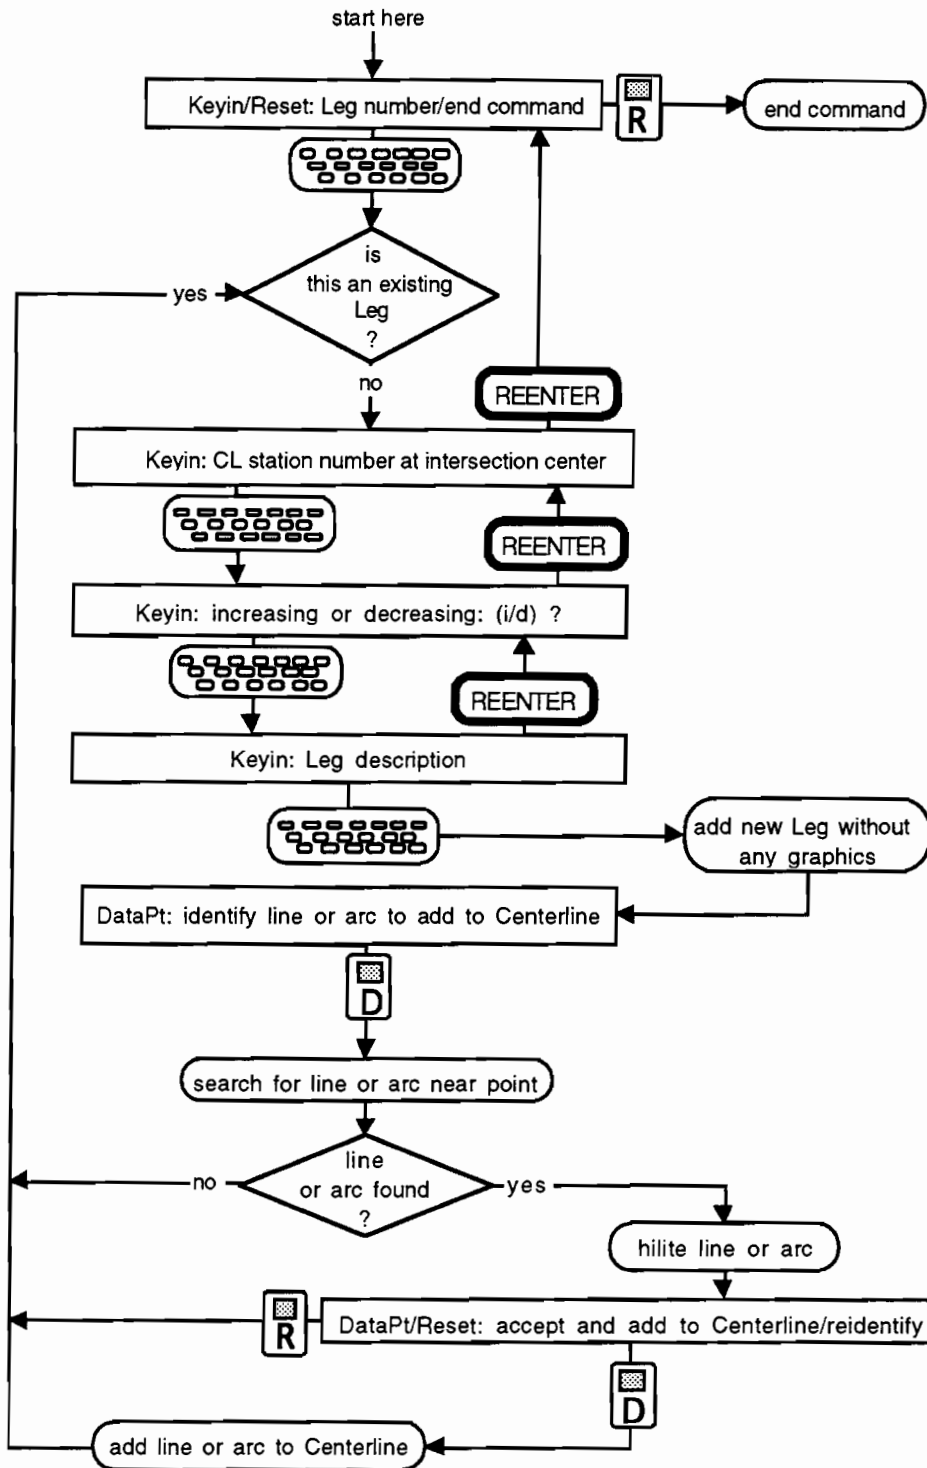 start here
Keyin/Reset: Leg number/end command
R
end command
is
this an existing
Leg
?
yes
no
REENTER
Keyin: CL station number at intersection center
REENTER
Keyin: increasing or decreasing: (i/d) ?
REENTER
Keyin: Leg description
add new Leg without
any graphics
DataPt: identify line or arc to add to Centerline
D
search for line or arc near point
line
or arc found
?
no
yes
hilite line or arc
R
DataPt/Reset: accept and add to Centerline/reidentify
D
add line or arc to Centerline